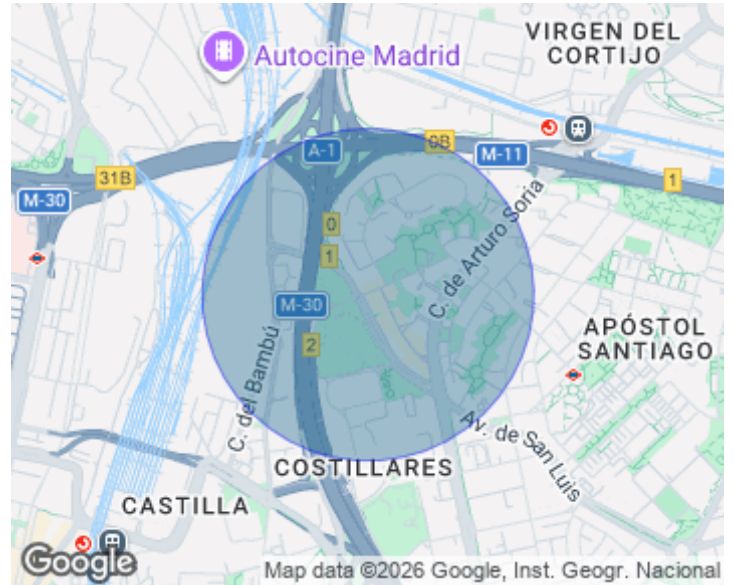 VIRGEN DEL
CORTIJO
Autocine Madrid
A-1
0B
M-11
31B
1
M-30
0
1
C. de Arturo Soria
M-30
2
APÓSTOL
SANTIAGO
C. del Bambú
Av. de San Luis
COSTILLARES
CASTILLA
Google
Map data ©2026 Google, Inst. Geogr. Nacional